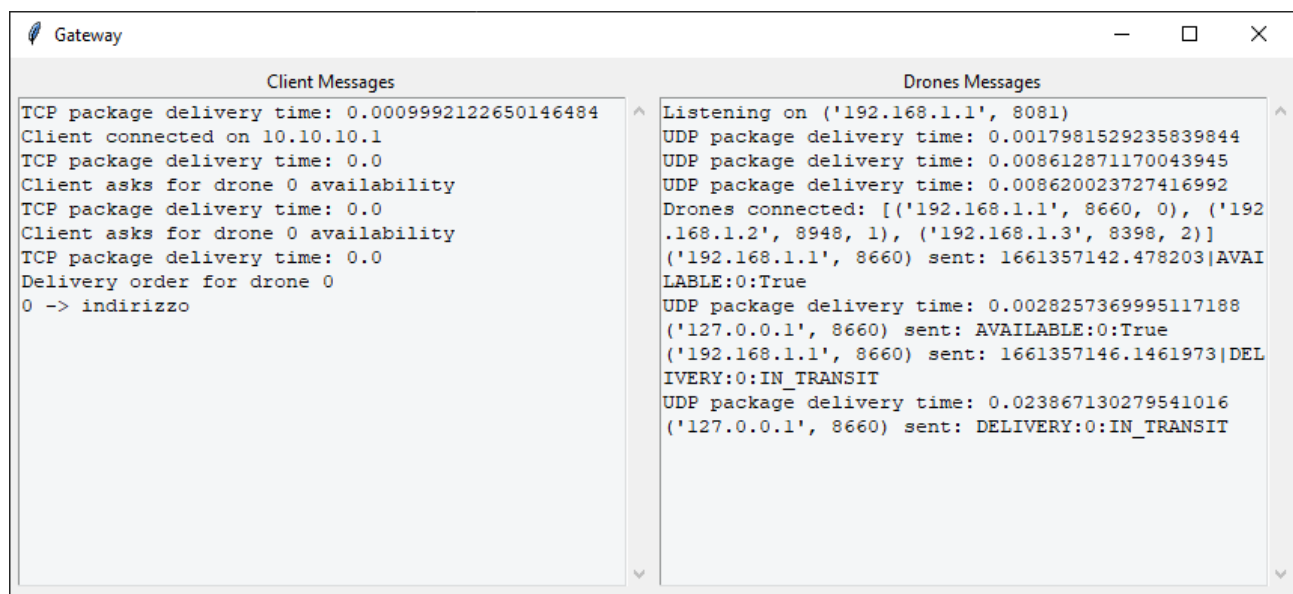 Gateway
Client Messages
TCP package delivery time: 0.0009992122650146484
Client connected on 10.10.10.1
TCP package delivery time: 0.0
Client asks for drone 0 availability
TCP package delivery time: 0.0
Client asks for drone 0 availability
TCP package delivery time: 0.0
Delivery order for drone 0
0 -> indirizzo
Drones Messages
Listening on ('192.168.1.1', 8081)
UDP package delivery time: 0.0017981529235839844
UDP package delivery time: 0.008612871170043945
UDP package delivery time: 0.008620023727416992
Drones connected: [('192.168.1.1', 8660, 0), ('192
.168.1.2', 8948, 1), ('192.168.1.3', 8398, 2)]
('192.168.1.1', 8660) sent: 1661357142.478203|AVAI
LABLE:0:True
UDP package delivery time: 0.0028257369995117188
('127.0.0.1', 8660) sent: AVAILABLE:0:True
('192.168.1.1', 8660) sent: 1661357146.1461973|DEL
IVERY:0:IN_TRANSIT
UDP package delivery time: 0.023867130279541016
('127.0.0.1', 8660) sent: DELIVERY:0:IN_TRANSIT